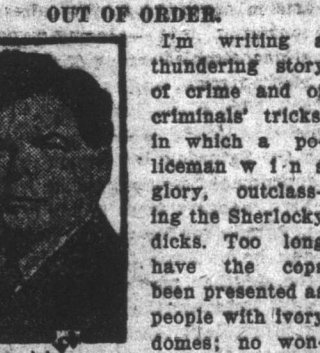 OUT OF ORDER.
I'm writing a
thundering story
of crime and of
criminals' tricks,
in which a po-
liceman w i n s
glory, outclass-
ing the Sherlocky
dicks. Too long
have the cops
been presented as
people with ivory
domes; no won-